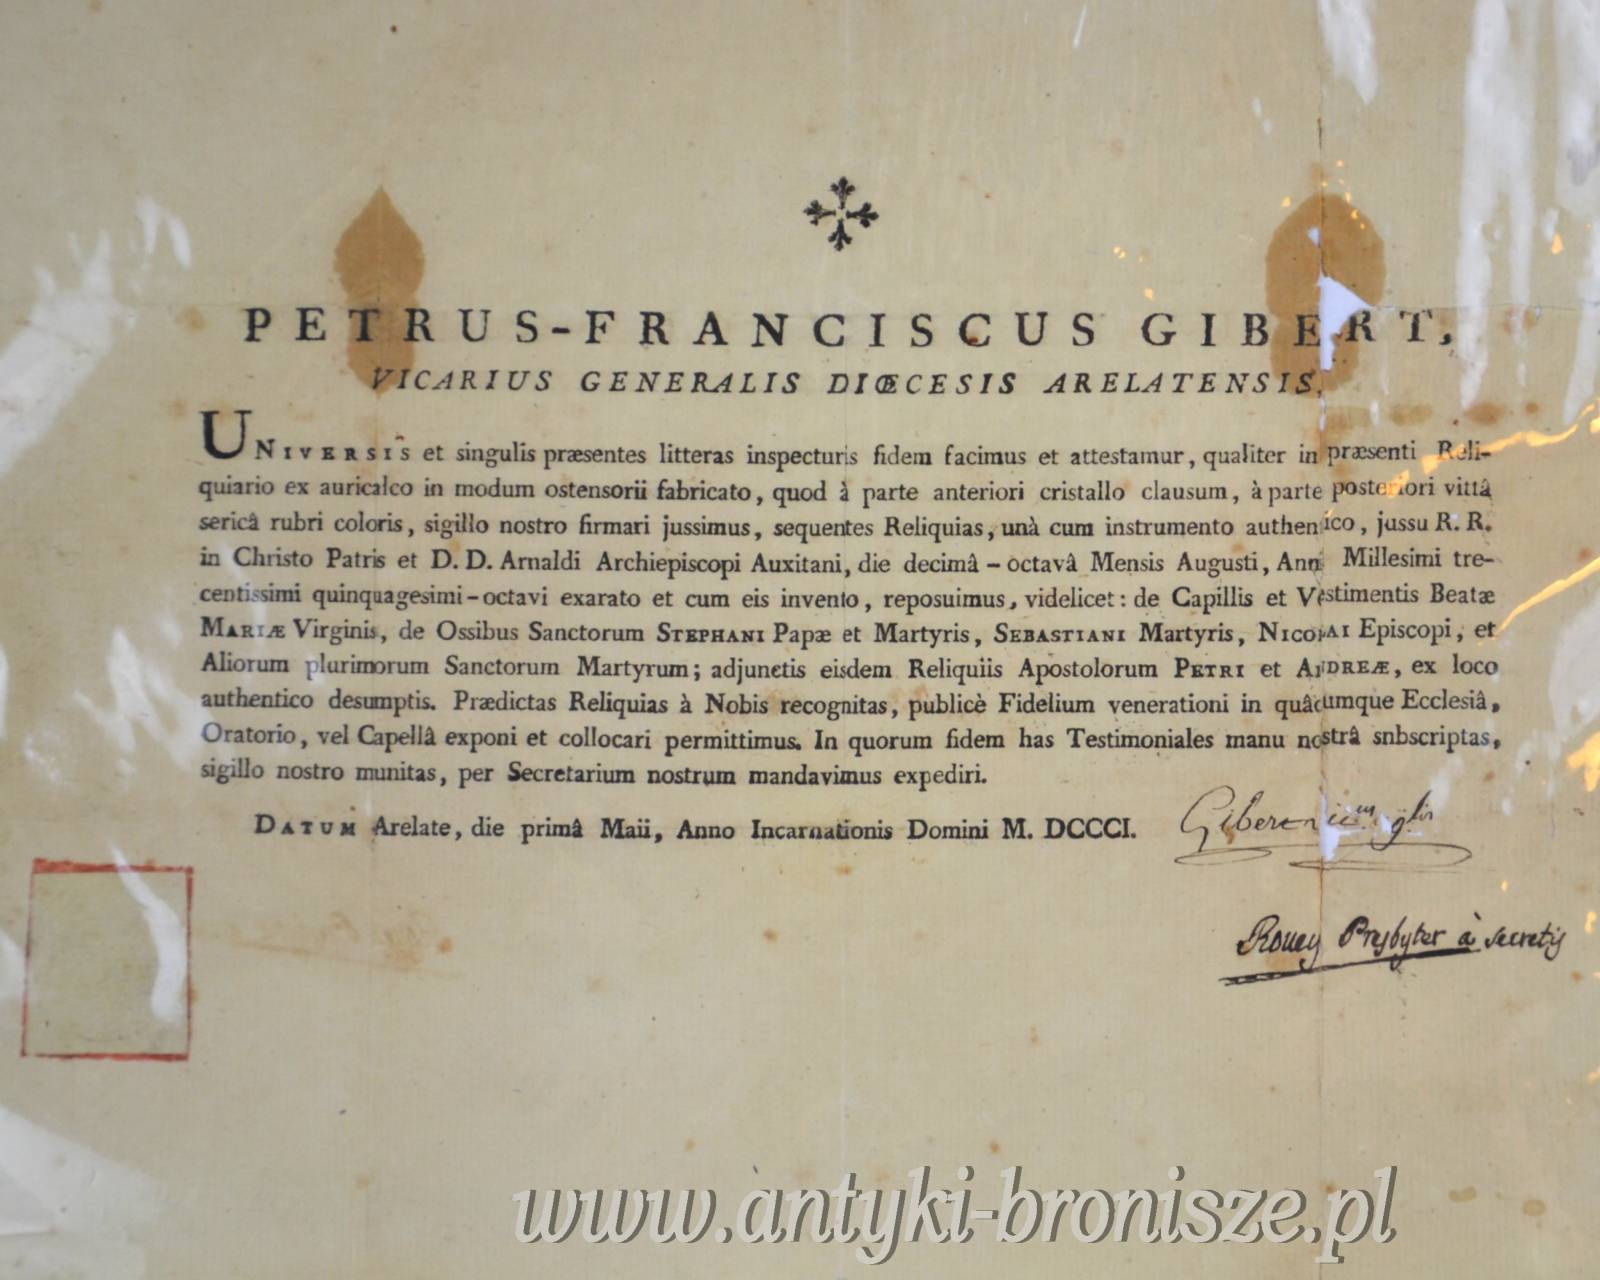 PETRUS-FRANCISCUS GIBERT,
VICARIUS GENERALIS DIŒCESIS ARELATENSIS,
UNIVERSIS et singulis præsentes litteras inspecturis fidem facimus et attestamur, qualiter in præsenti Reli-
quiario ex auricalco in modum ostensorii fabricato, quod à parte anteriori cristallo clausum, à parte posteriori vittâ
sericâ rubri coloris, sigillo nostro firmari jussimus, sequentes Reliquias, unà cum instrumento authentico, jussu R. R.
in Christo Patris et D. D. Arnaldi Archiepiscopi Auxitani, die decimâ-octavâ Mensis Augusti, Anno Millesimi tre-
centissimi quinquagesimi-octavi exarato et cum eis invento, reposuimus, videlicet: de Capillis et Vestimentis Beatæ
MARIÆ Virginis, de Ossibus Sanctorum STEPHANI Papæ et Martyris, SEBASTIANI Martyris, NICOLAI Episcopi, et
Aliorum plurimorum Sanctorum Martyrum; adjunctis eisdem Reliquiis Apostolorum PETRI et ANDREÆ, ex loco
authentico desumptis. Prædictas Reliquias à Nobis recognitas, publicè Fidelium venerationi in quâcumque Ecclesiâ,
Oratorio, vel Capellâ exponi et collocari permittimus. In quorum fidem has Testimoniales manu nostrâ snbscriptas,
sigillo nostro munitas, per Secretarium nostrum mandavimus expediri.
DATUM Arelate, die primâ Maii, Anno Incarnationis Domini M. DCCCI.
Rouey Presbyter à secretis
www.antyki-bronisze.pl